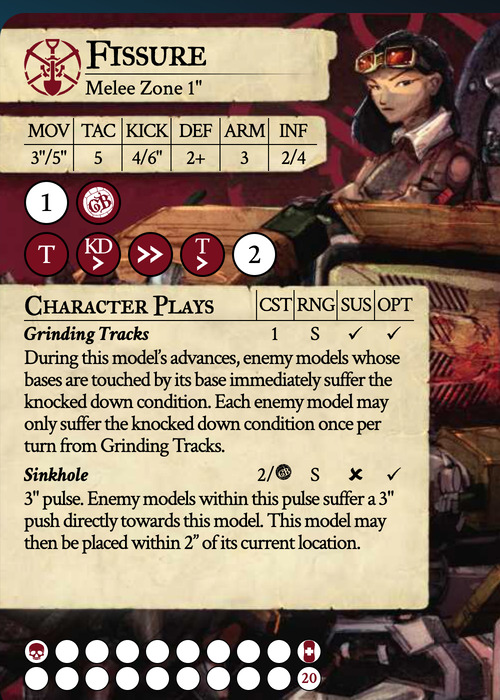 FISSURE
Melee Zone 1"
MOV TAC KICK DEF ARM INF
3"/5" 5 4/6" 2+ 3 2/4
1 GB
T KD > >> T > 2
CHARACTER PLAYS CST RNG SUS OPT
Grinding Tracks 1 S ✓ ✓
During this model's advances, enemy models whose
bases are touched by its base immediately suffer the
knocked down condition. Each enemy model may
only suffer the knocked down condition once per
turn from Grinding Tracks.
Sinkhole 2/GB S ✘ ✓
3" pulse. Enemy models within this pulse suffer a 3"
push directly towards this model. This model may
then be placed within 2” of its current location.
20